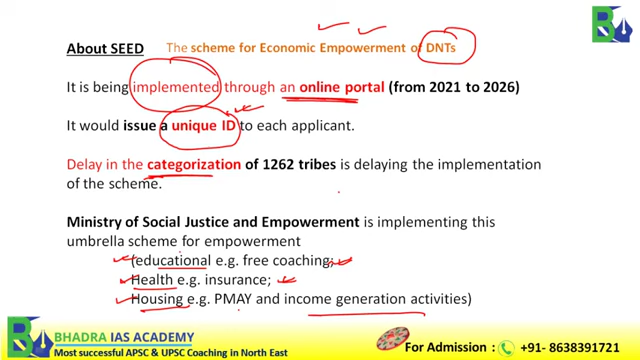 About SEED The scheme for Economic Empowerment of DNTs
It is being implemented through an online portal (from 2021 to 2026)
It would issue a unique ID to each applicant.
Delay in the categorization of 1262 tribes is delaying the implementation
of the scheme.
Ministry of Social Justice and Empowerment is implementing this
umbrella scheme for empowerment
(educational e.g. free coaching;
Health e.g. insurance;
Housing e.g. PMAY and income generation activities)
BHADRA IAS ACADEMY
Most successful APSC & UPSC Coaching in North East
For Admission : +91- 8638391721